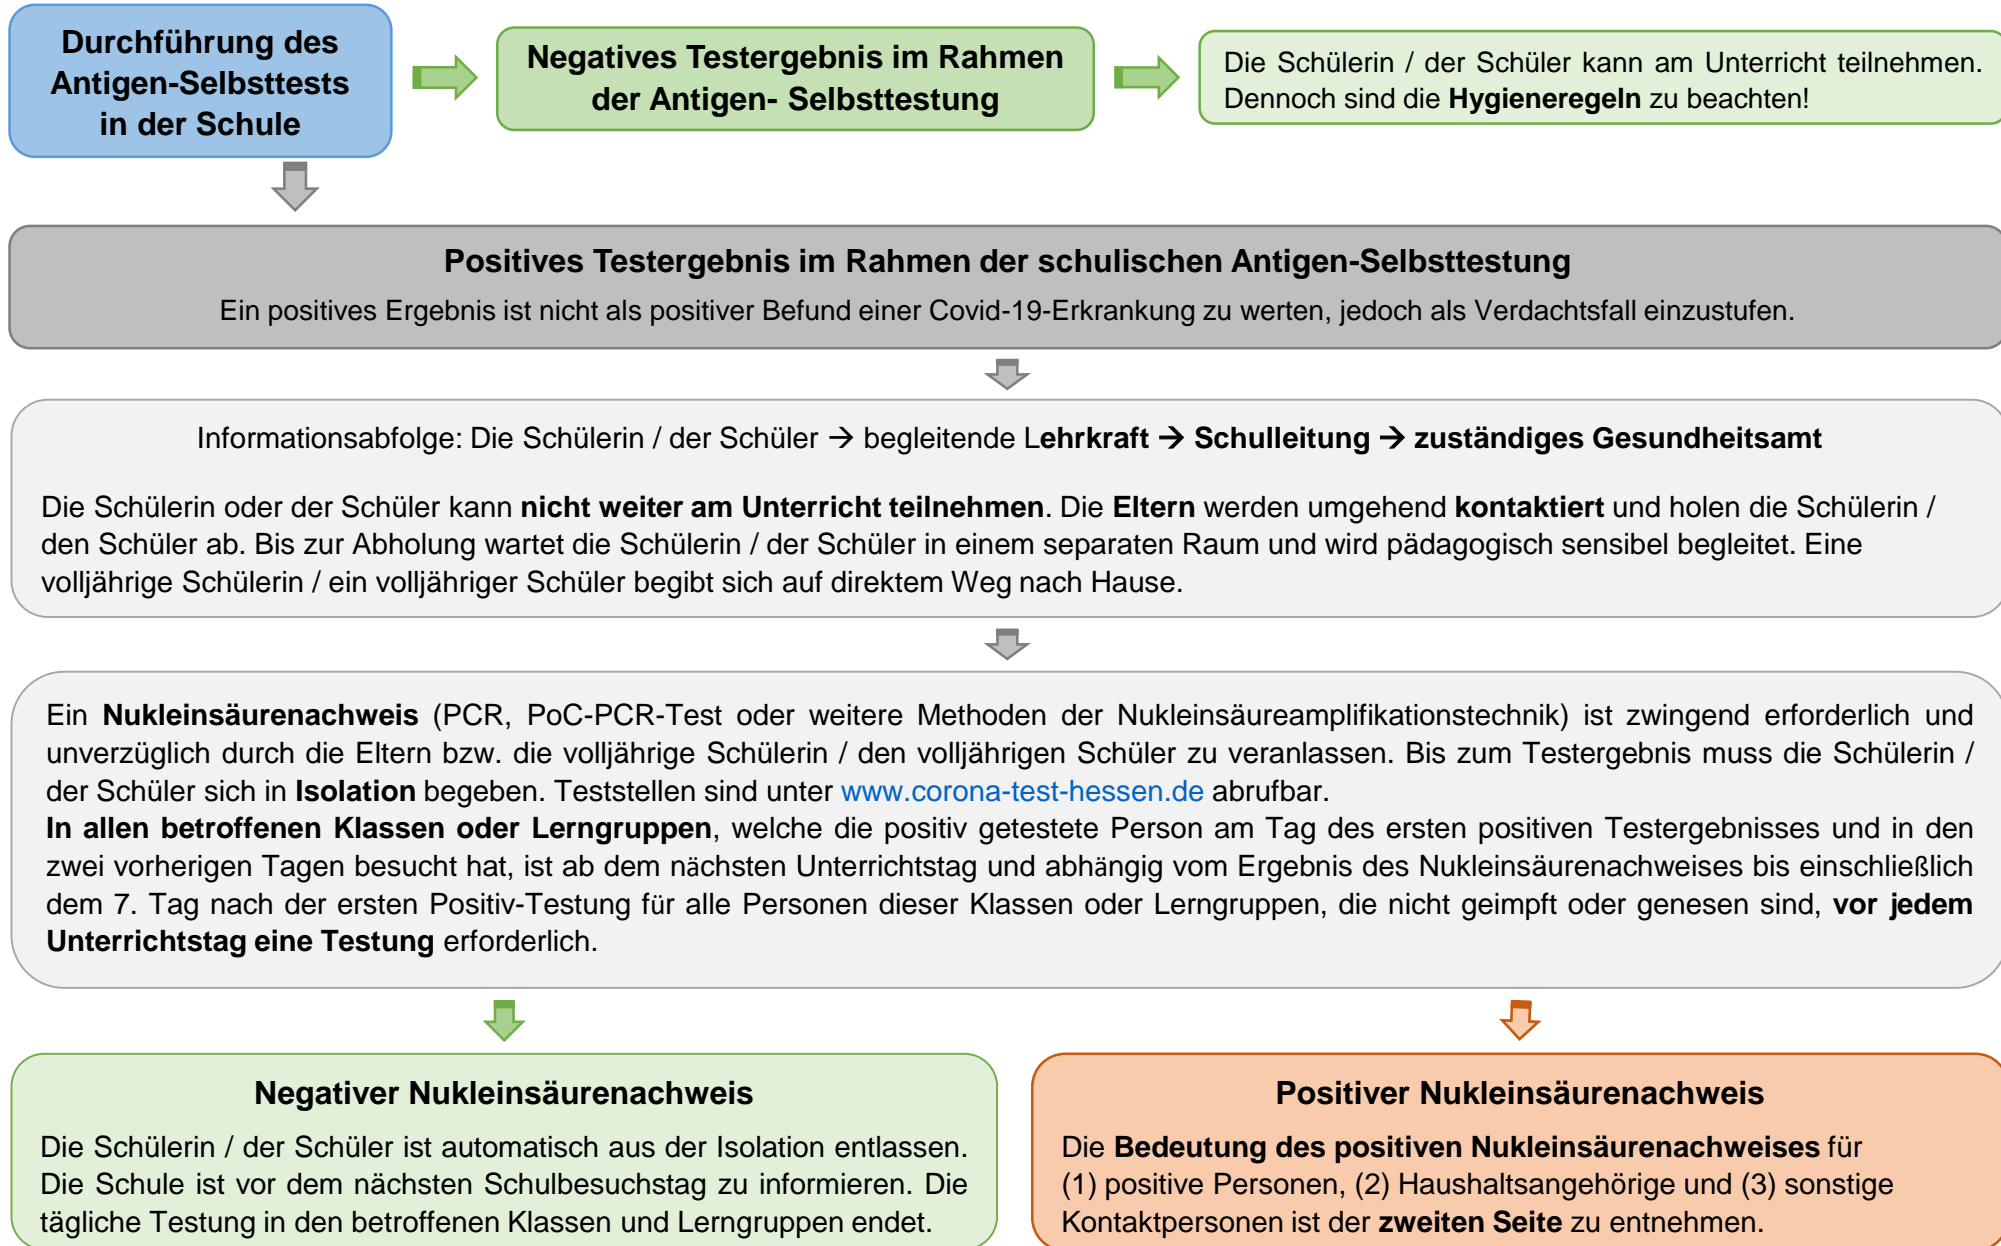 Durchführung des
Antigen-Selbsttests
in der Schule
Negatives Testergebnis im Rahmen
der Antigen- Selbsttestung
Die Schülerin / der Schüler kann am Unterricht teilnehmen.
Dennoch sind die Hygieneregeln zu beachten!
Positives Testergebnis im Rahmen der schulischen Antigen-Selbsttestung
Ein positives Ergebnis ist nicht als positiver Befund einer Covid-19-Erkrankung zu werten, jedoch als Verdachtsfall einzustufen.
Informationsabfolge: Die Schülerin / der Schüler → begleitende Lehrkraft → Schulleitung → zuständiges Gesundheitsamt
Die Schülerin oder der Schüler kann nicht weiter am Unterricht teilnehmen. Die Eltern werden umgehend kontaktiert und holen die Schülerin /
den Schüler ab. Bis zur Abholung wartet die Schülerin / der Schüler in einem separaten Raum und wird pädagogisch sensibel begleitet. Eine
volljährige Schülerin / ein volljähriger Schüler begibt sich auf direktem Weg nach Hause.
Ein Nukleinsäurenachweis (PCR, PoC-PCR-Test oder weitere Methoden der Nukleinsäureamplifikationstechnik) ist zwingend erforderlich und
unverzüglich durch die Eltern bzw. die volljährige Schülerin / den volljährigen Schüler zu veranlassen. Bis zum Testergebnis muss die Schülerin /
der Schüler sich in Isolation begeben. Teststellen sind unter www.corona-test-hessen.de abrufbar.
In allen betroffenen Klassen oder Lerngruppen, welche die positiv getestete Person am Tag des ersten positiven Testergebnisses und in den
zwei vorherigen Tagen besucht hat, ist ab dem nächsten Unterrichtstag und abhängig vom Ergebnis des Nukleinsäurenachweises bis einschließlich
dem 7. Tag nach der ersten Positiv-Testung für alle Personen dieser Klassen oder Lerngruppen, die nicht geimpft oder genesen sind, vor jedem
Unterrichtstag eine Testung erforderlich.
Negativer Nukleinsäurenachweis
Die Schülerin / der Schüler ist automatisch aus der Isolation entlassen.
Die Schule ist vor dem nächsten Schulbesuchstag zu informieren. Die
tägliche Testung in den betroffenen Klassen und Lerngruppen endet.
Positiver Nukleinsäurenachweis
Die Bedeutung des positiven Nukleinsäurenachweises für
(1) positive Personen, (2) Haushaltsangehörige und (3) sonstige
Kontaktpersonen ist der zweiten Seite zu entnehmen.